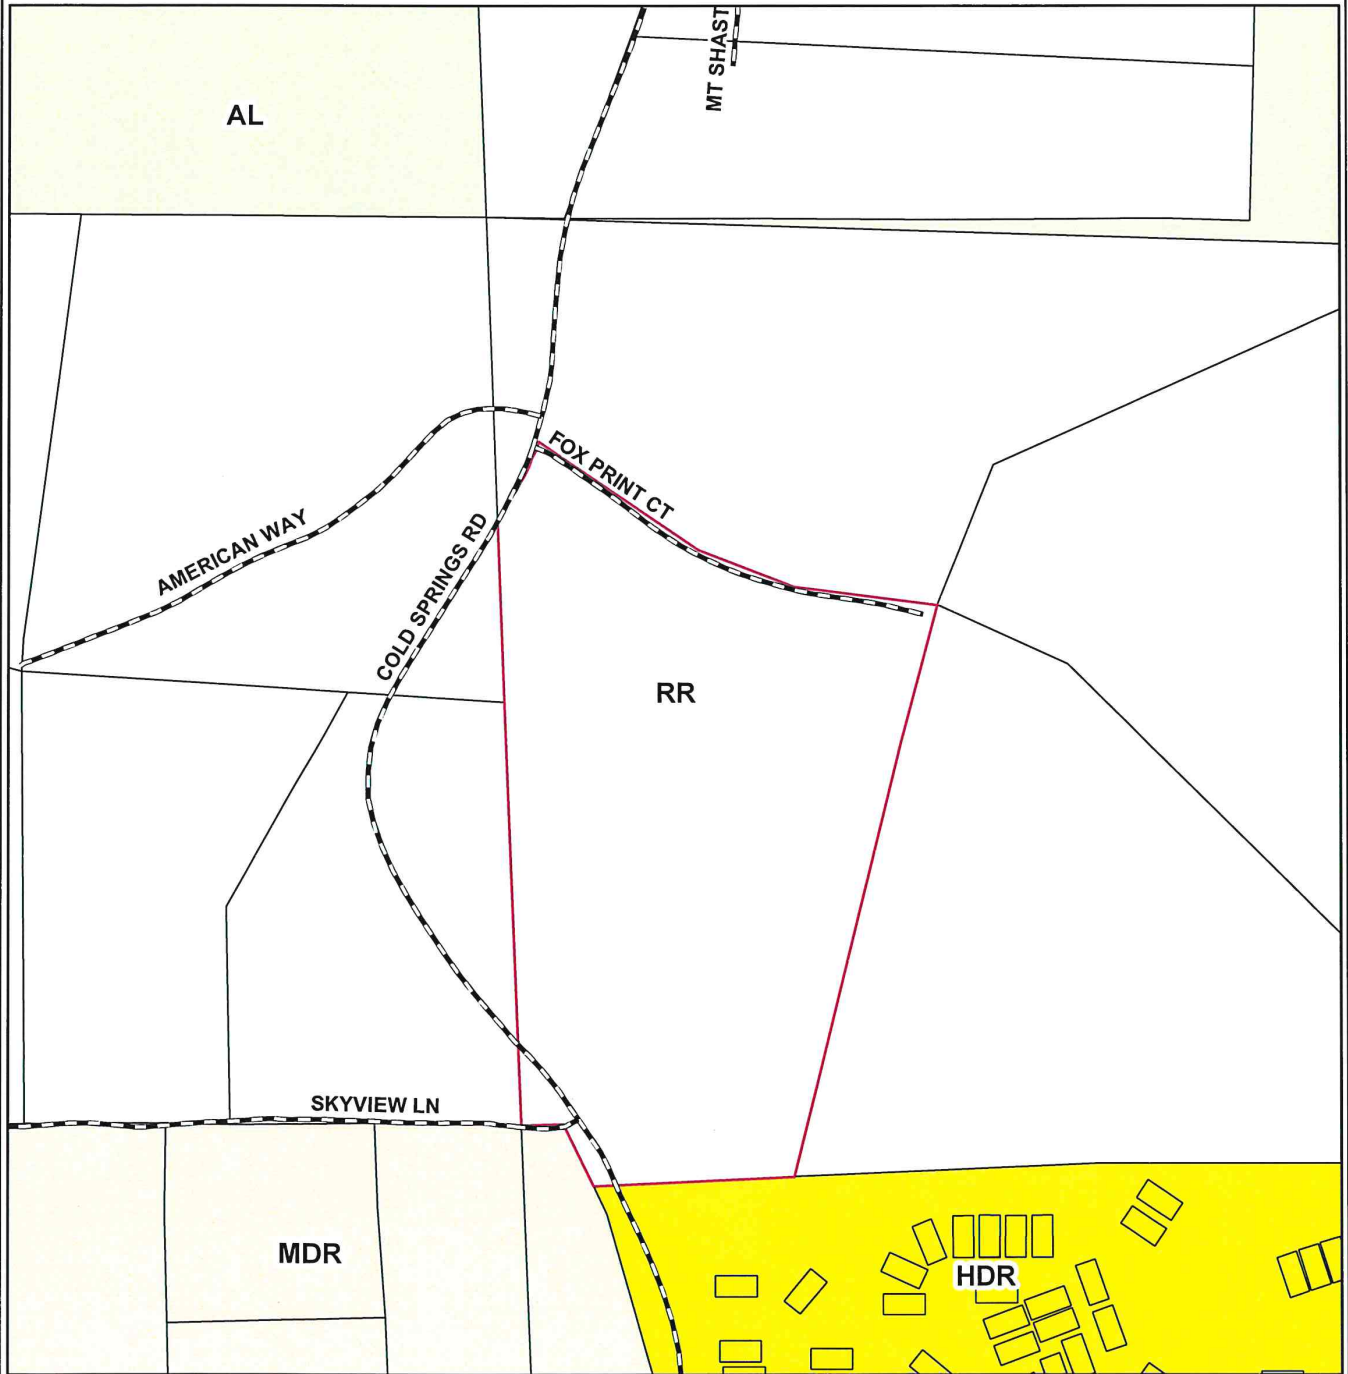 MT SHAST
AL
FOX PRINT CT
AMERICAN WAY
COLD SPRINGS RD
RR
SKYVIEW LN
MDR
HDR